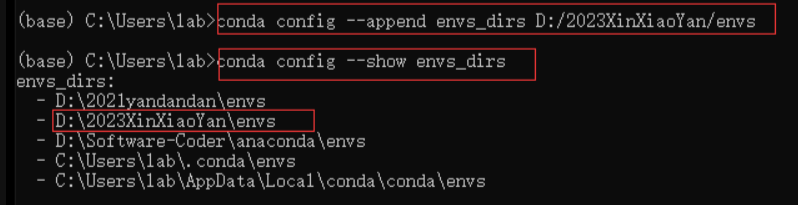 (base) C:\Users\lab>conda config --append envs_dirs D:/2023XinXiaoYan/envs
(base) C:\Users\lab>conda config --show envs_dirs
envs_dirs:
  - D:\2021yandandan\envs
  - D:\2023XinXiaoYan\envs
  - D:\Software-Coder\anaconda\envs
  - C:\Users\lab\.conda\envs
  - C:\Users\lab\AppData\Local\conda\conda\envs